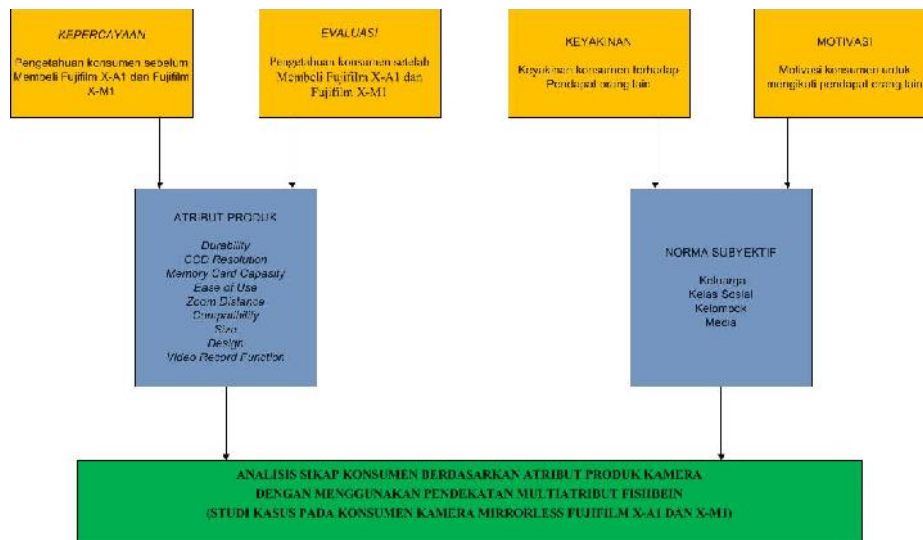 KEPERCAYAAN
Pengetahuan konsumen sebelum
Membeli Fujifilm X-A1 dan Fujifilm
X-M1
EVALUASI
Pengetahuan konsumen setelah
Membeli Fujifilm X-A1 dan
Fujifilm X-M1
KEYAKINAN
Keyakinan konsumen terhadap
Pendapat orang lain
MOTIVASI
Motivasi konsumen untuk
mengikuti pendapat orang lain
ATRIBUT PRODUK
Durability
CCD Resolution
Memory Card Capasity
Ease of Use
Zoom Distance
Compatibility
Size
Design
Video Record Function
NORMA SUBYEKTIF
Keluarga
Kelas Sosial
Kelompok
Media
ANALISIS SIKAP KONSUMEN BERDASARKAN ATRIBUT PRODUK KAMERA
DENGAN MENGGUNAKAN PENDEKATAN MULTIATRIBUT FISHBEIN
(STUDI KASUS PADA KONSUMEN KAMERA MIRRORLESS FUJIFILM X-A1 DAN X-M1)